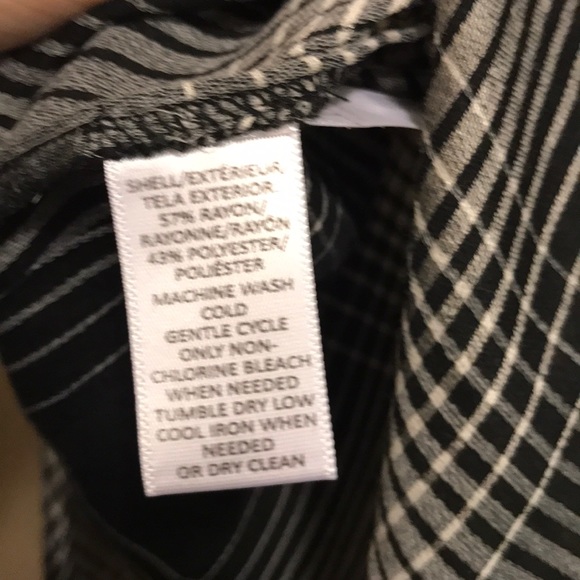 SHELL/EXTÉRIEUR
TELA EXTERIOR
57% RAYON/
RAYONNE/RAYÓN
43% POLYESTER/
POLIÉSTER
MACHINE WASH
COLD
GENTLE CYCLE
ONLY NON-
CHLORINE BLEACH
WHEN NEEDED
TUMBLE DRY LOW
COOL IRON WHEN
NEEDED
OR DRY CLEAN